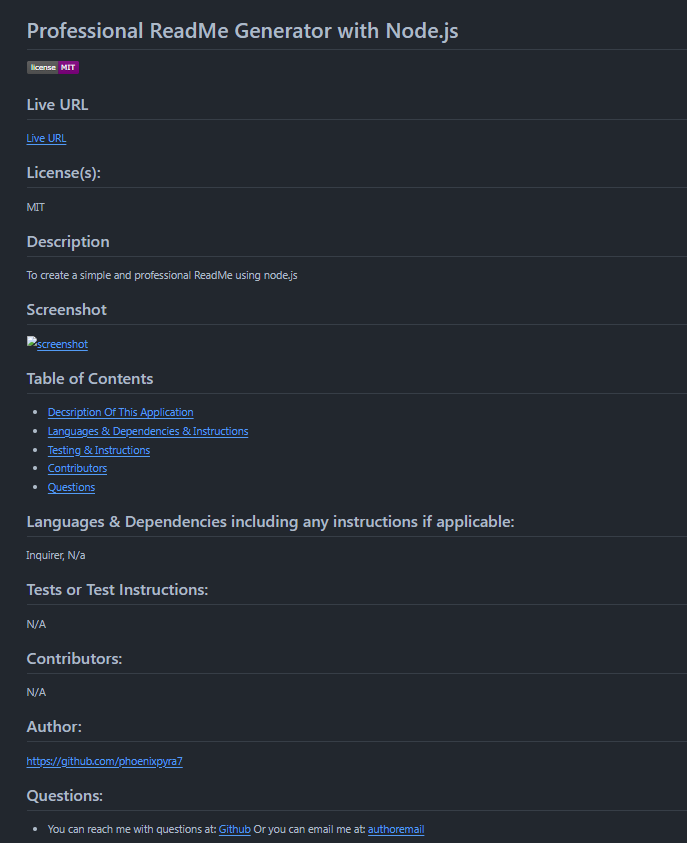 Professional ReadMe Generator with Node.js
license MIT
Live URL
Live URL
License(s):
MIT
Description
To create a simple and professional ReadMe using node.js
Screenshot
screenshot
Table of Contents
Decsription Of This Application
Languages & Dependencies & Instructions
Testing & Instructions
Contributors
Questions
Languages & Dependencies including any instructions if applicable:
Inquirer, N/a
Tests or Test Instructions:
N/A
Contributors:
N/A
Author:
https://github.com/phoenixpyra7
Questions:
You can reach me with questions at: Github Or you can email me at: authoremail